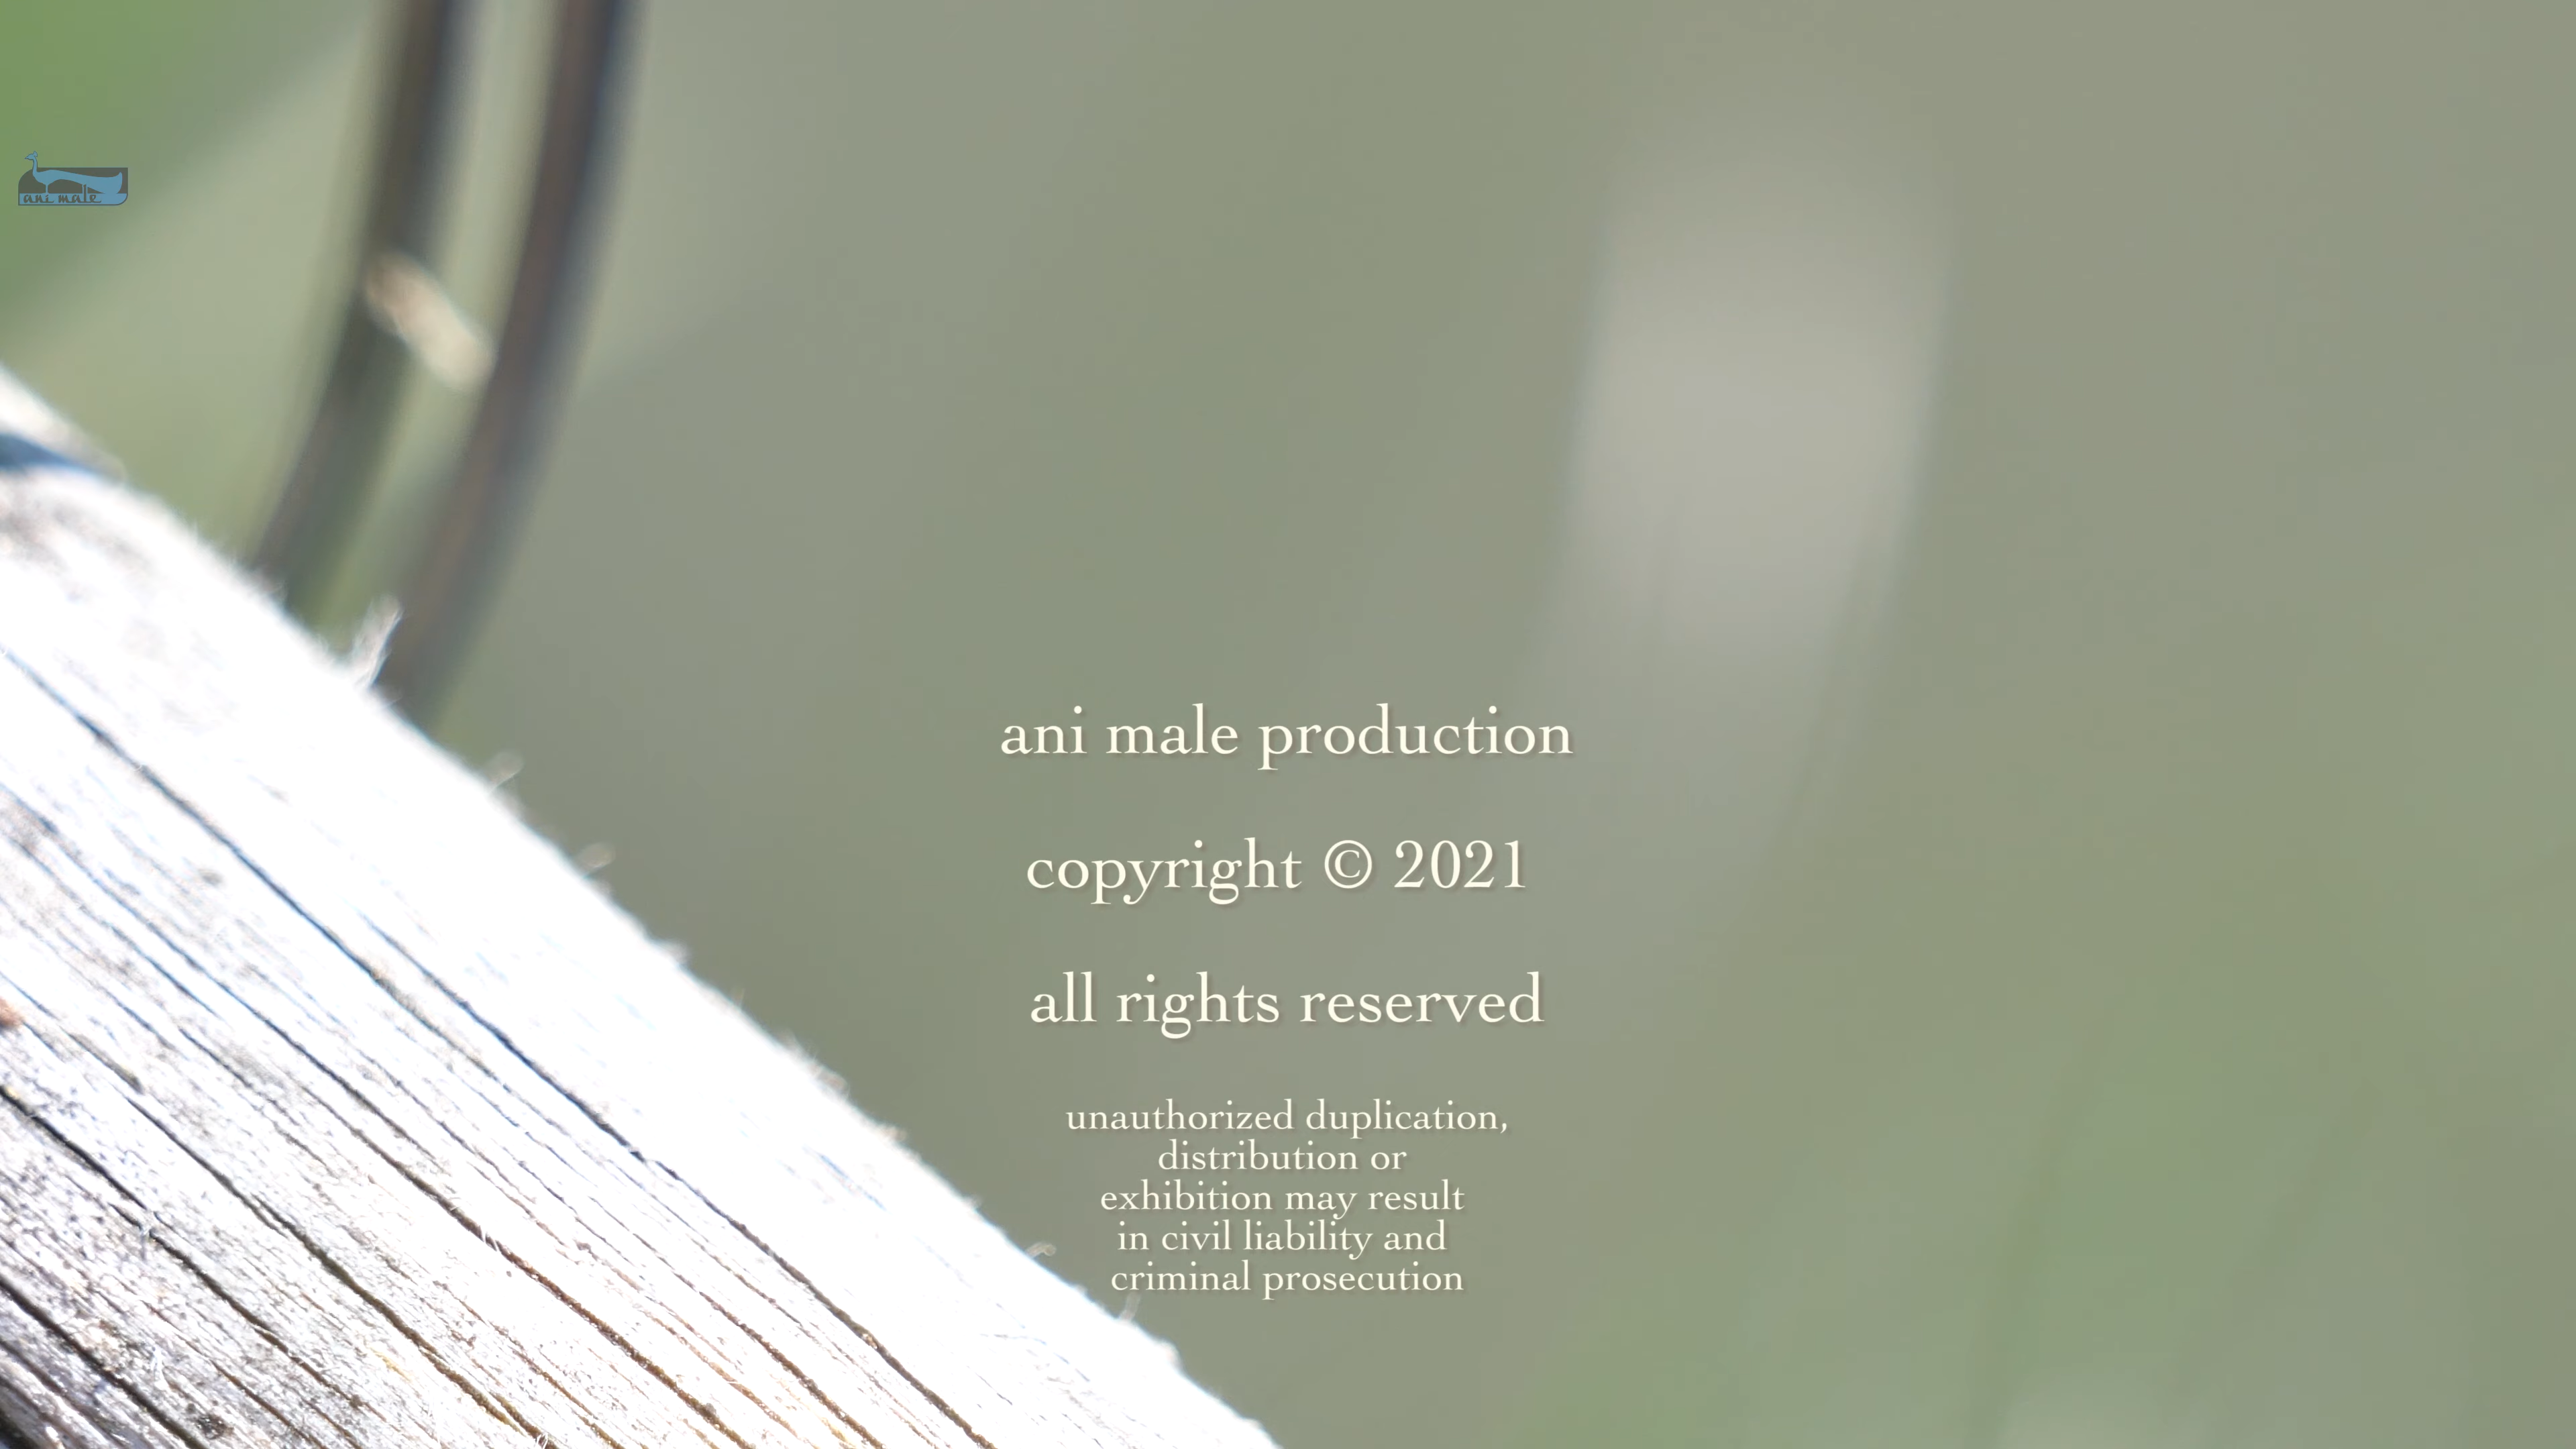 ani male
ani male production
copyright © 2021
all rights reserved
unauthorized duplication,
distribution or
exhibition may result
in civil liability and
criminal prosecution